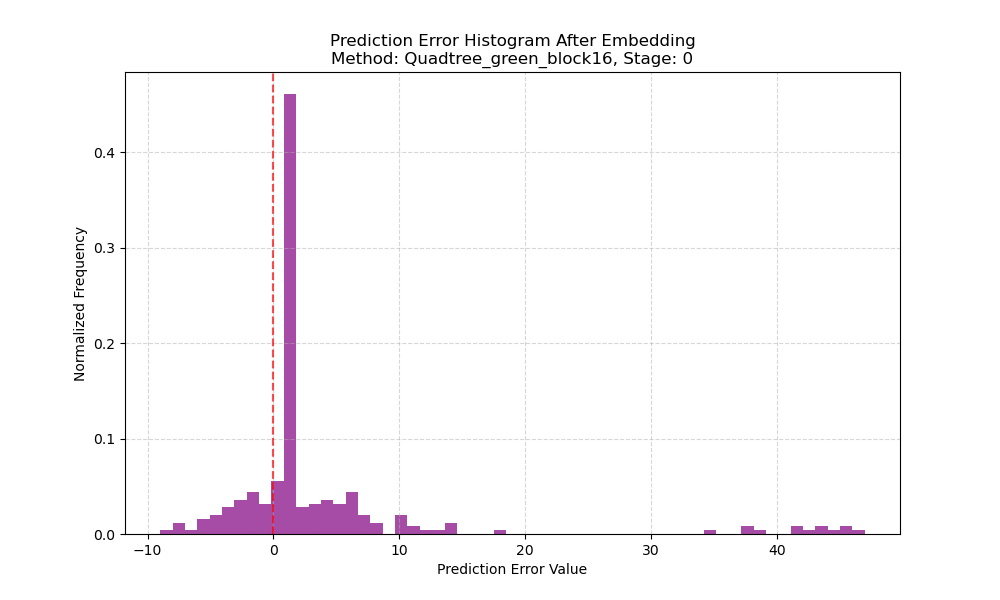 Prediction Error Histogram After Embedding
Method: Quadtree_green_block16, Stage: 0
Normalized Frequency
0.4
0.3
0.2
0.1
0.0
−10
0
10
20
30
40
Prediction Error Value